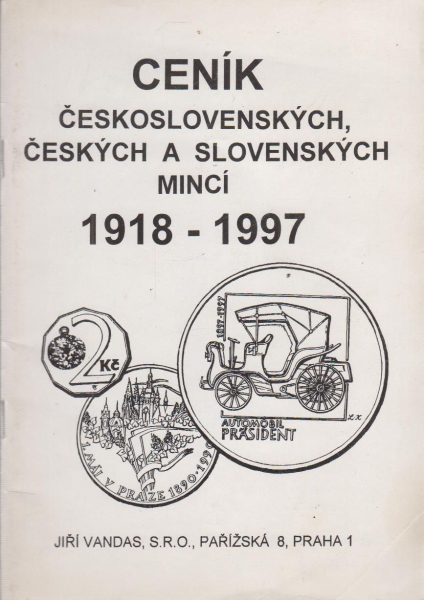 CENÍK
ČESKOSLOVENSKÝCH,
ČESKÝCH A SLOVENSKÝCH
MINCÍ
1918 - 1997
2
Kč
1. MÁJ V PRAZE 1890-1990
1897-1997
AUTOMOBIL
PRÄSIDENT
JIŘÍ VANDAS, S.R.O., PAŘÍŽSKÁ 8, PRAHA 1